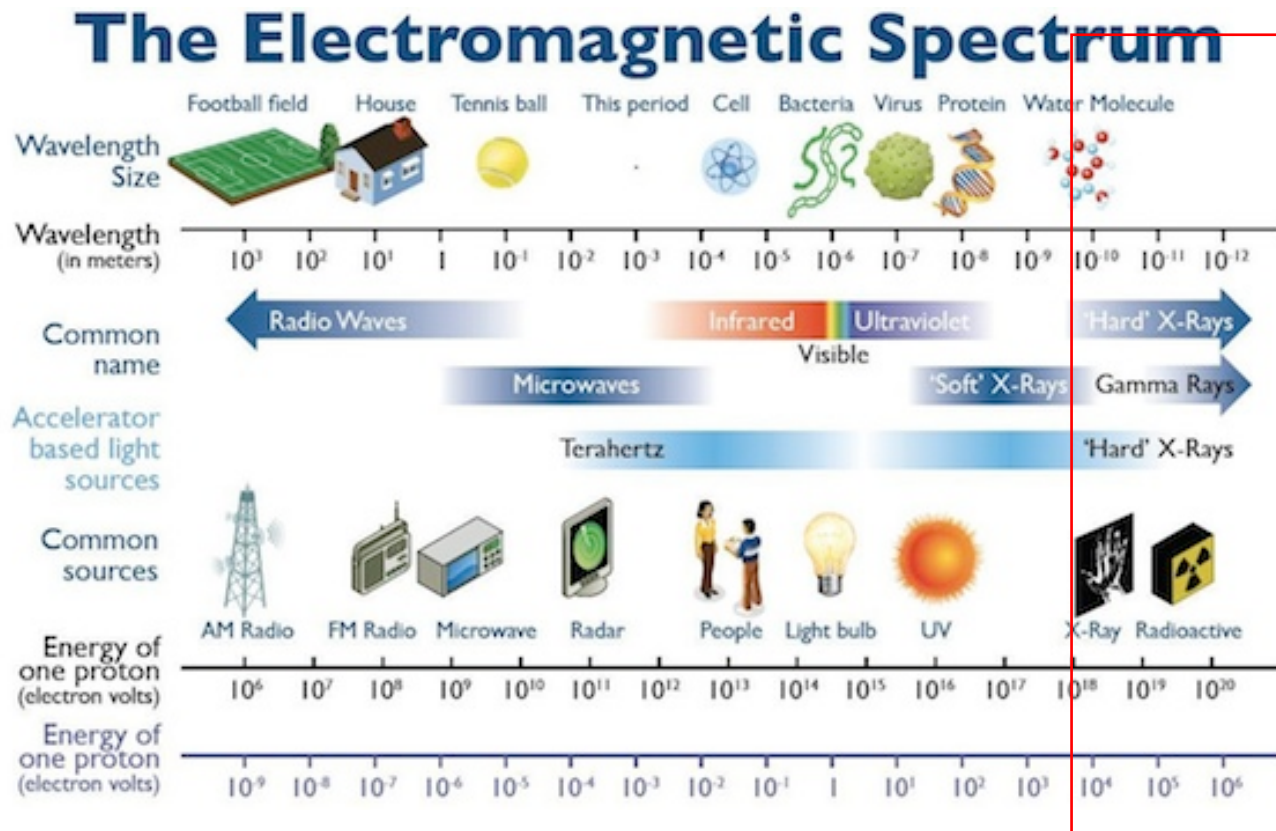 The Electromagnetic Spectrum
Football field House Tennis ball This period Cell Bacteria Virus Protein Water Molecule
Wavelength
Size
Wavelength
(in meters)
10³ 10² 10¹ 1 10⁻¹ 10⁻² 10⁻³ 10⁻⁴ 10⁻⁵ 10⁻⁶ 10⁻⁷ 10⁻⁸ 10⁻⁹ 10⁻¹⁰ 10⁻¹¹ 10⁻¹²
Common
name
Radio Waves Infrared Ultraviolet 'Hard' X-Rays
Visible
Microwaves 'Soft' X-Rays Gamma Rays
Accelerator
based light
sources
Terahertz 'Hard' X-Rays
Common
sources
AM Radio FM Radio Microwave Radar People Light bulb UV X-Ray Radioactive
Energy of
one proton
(electron volts)
10⁶ 10⁷ 10⁸ 10⁹ 10¹⁰ 10¹¹ 10¹² 10¹³ 10¹⁴ 10¹⁵ 10¹⁶ 10¹⁷ 10¹⁸ 10¹⁹ 10²⁰
Energy of
one proton
(electron volts)
10⁻⁹ 10⁻⁸ 10⁻⁷ 10⁻⁶ 10⁻⁵ 10⁻⁴ 10⁻³ 10⁻² 10⁻¹ 1 10¹ 10² 10³ 10⁴ 10⁵ 10⁶